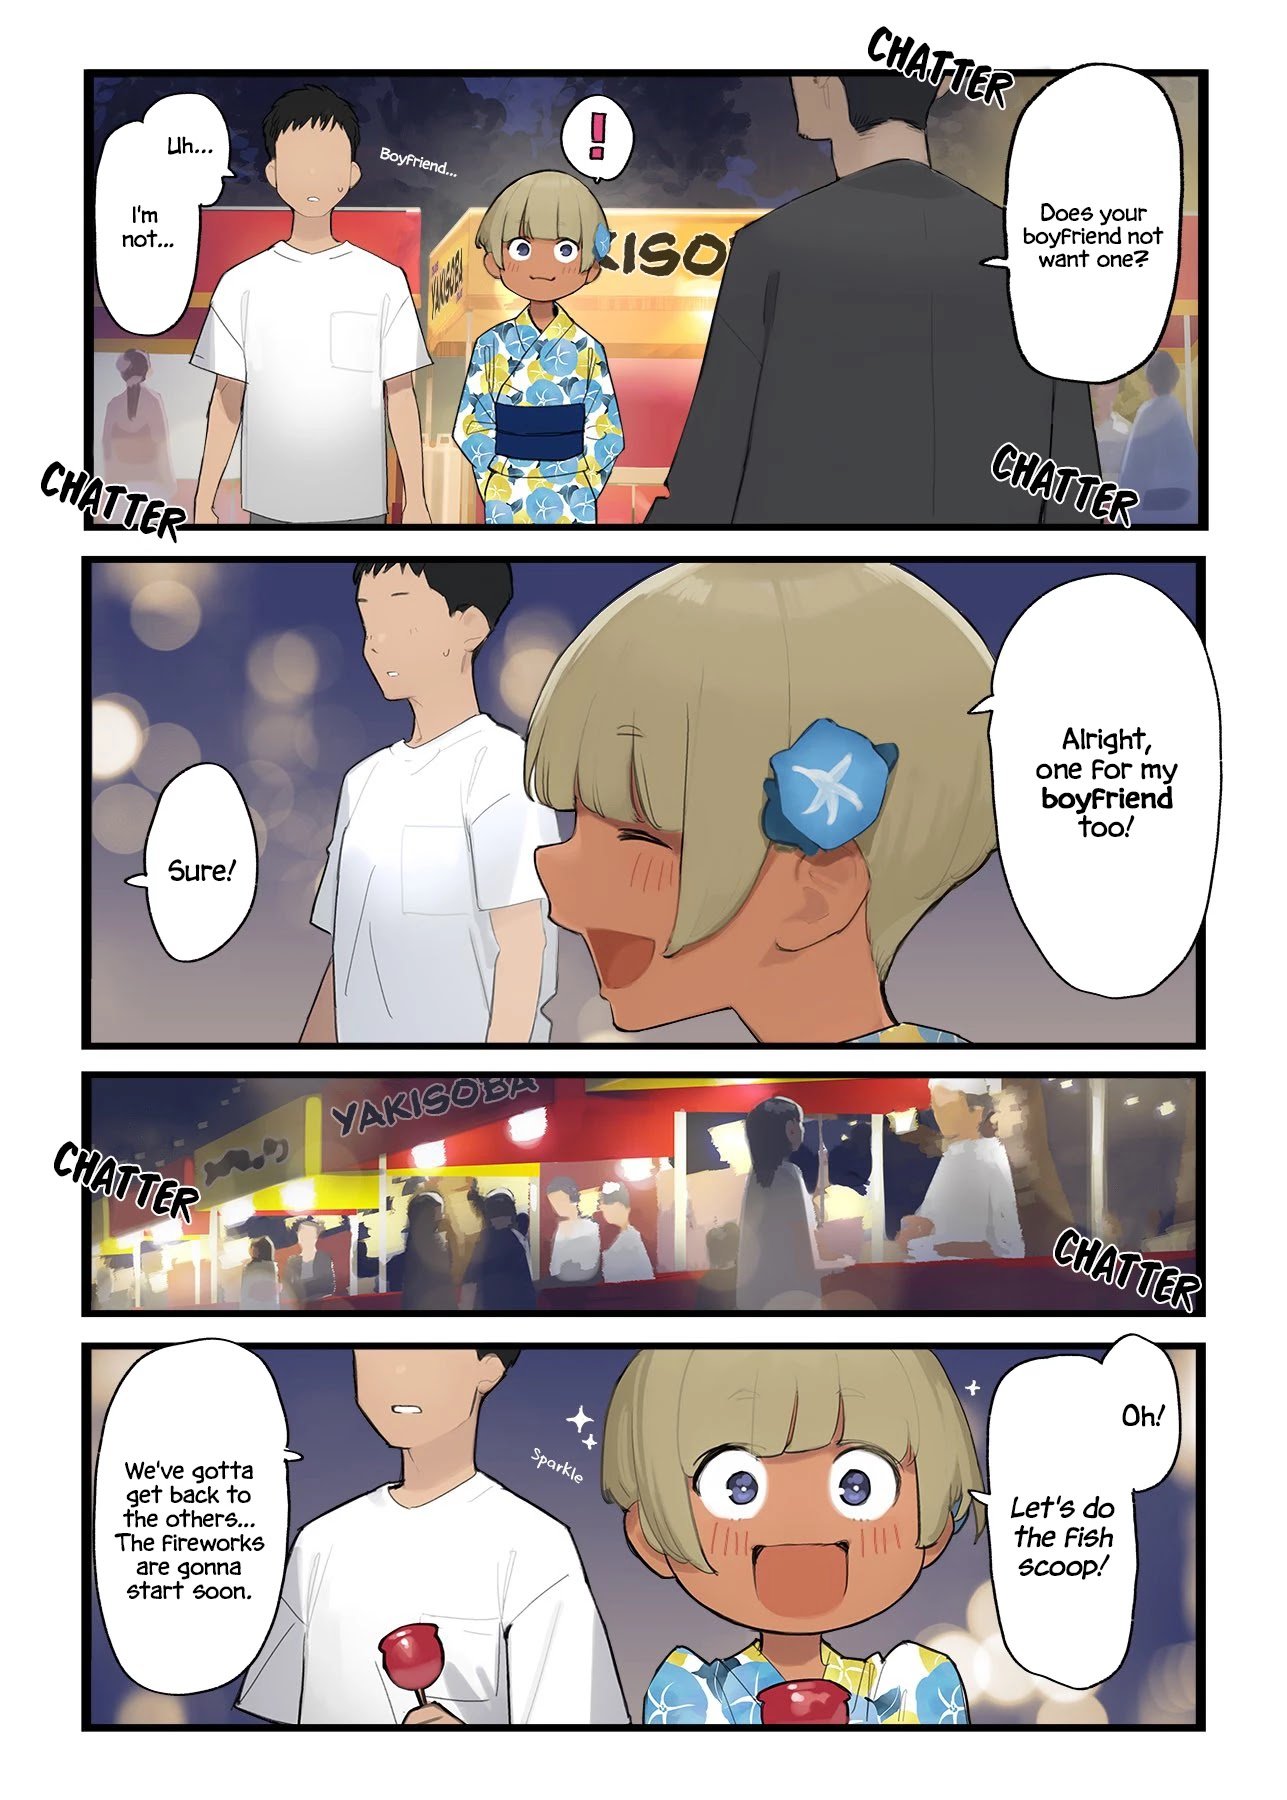 CHATTER
Does your
boyfriend not
want one?
!
Boyfriend...
Uh...
I'm
not...
YAKISOBA
KISOB
CHATTER
CHATTER
Alright,
one for my
boyfriend
too!
Sure!
YAKISOBA
CHATTER
CHATTER
Oh!
Let's do
the fish
scoop!
Sparkle
We've gotta
get back to
the others...
The fireworks
are gonna
start soon.